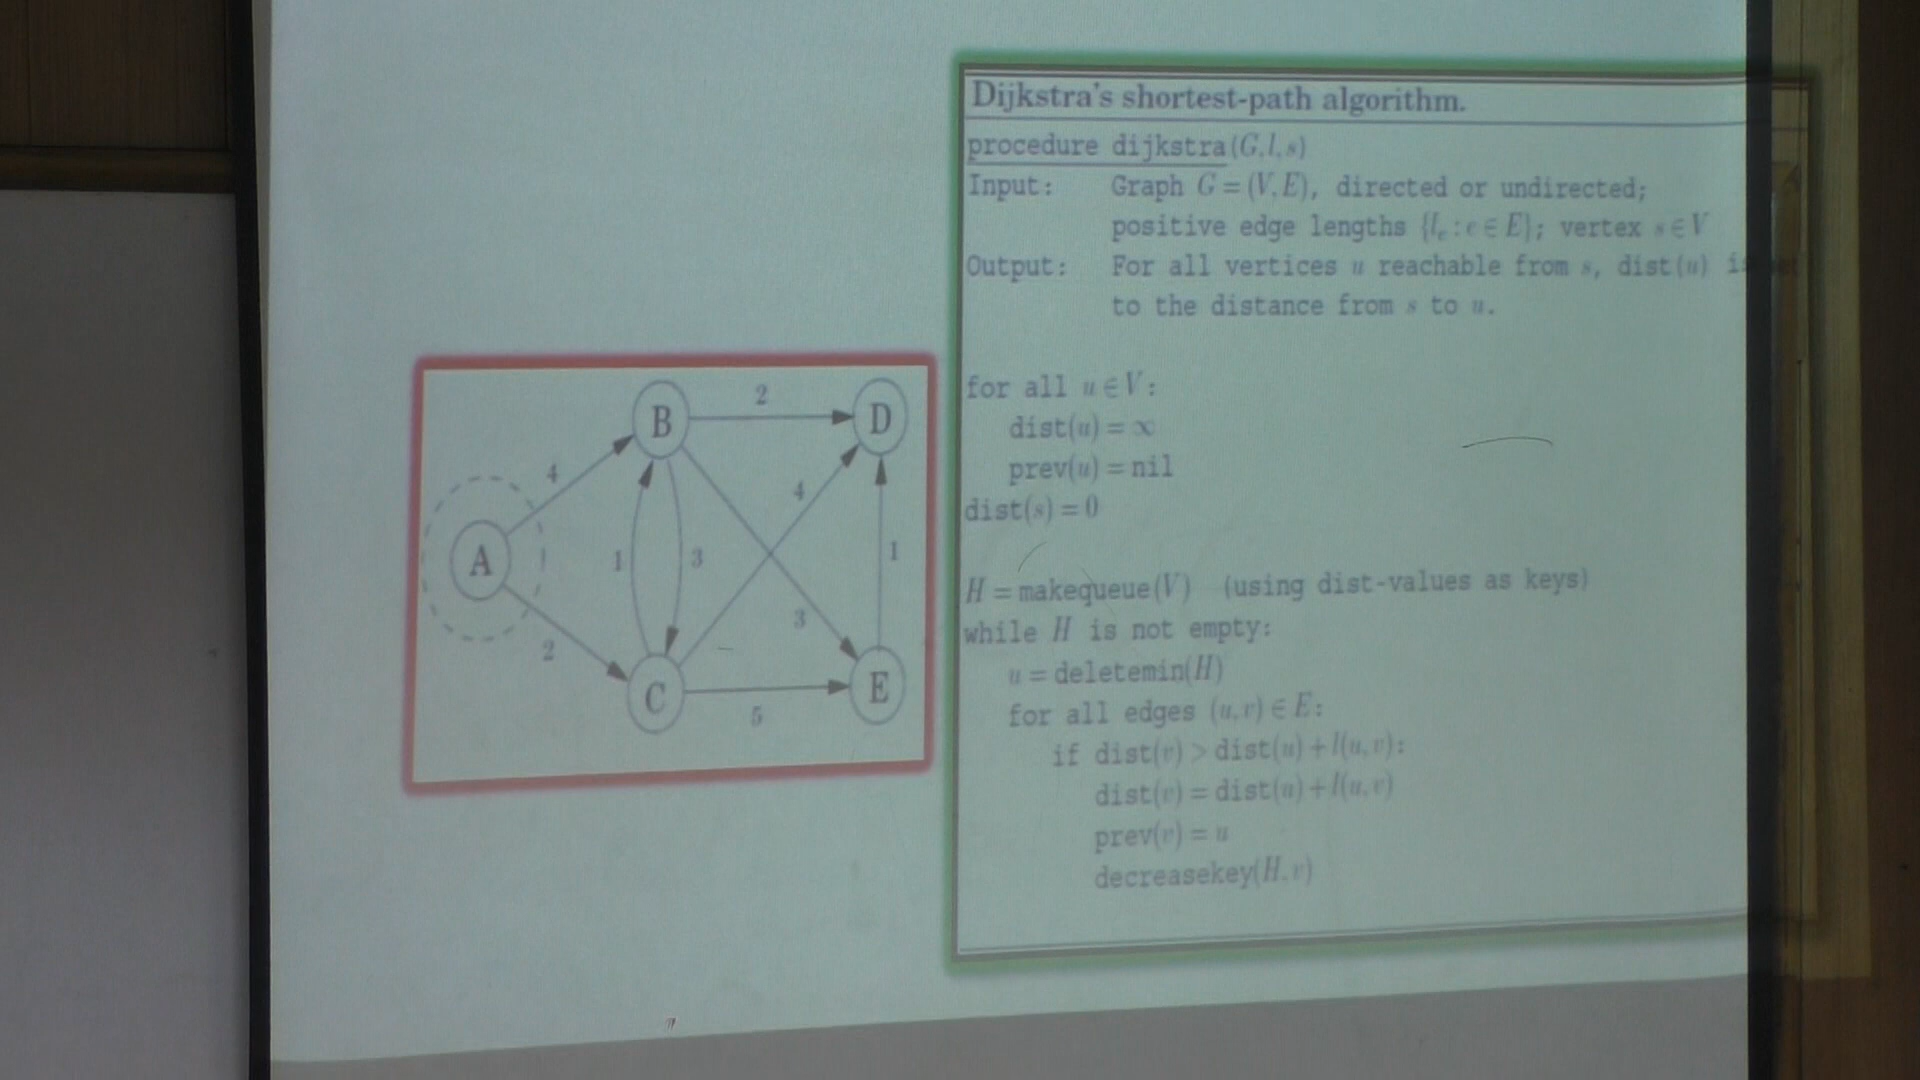 Dijkstra's shortest-path algorithm.
procedure dijkstra(G,l,s)
Input: Graph G = (V,E), directed or undirected;
positive edge lengths {lₑ : e ∈ E}; vertex s ∈ V
Output: For all vertices u reachable from s, dist(u) is
to the distance from s to u.
for all u ∈ V:
dist(u) = ∞
prev(u) = nil
dist(s) = 0
H = makequeue(V) (using dist-values as keys)
while H is not empty:
u = deletemin(H)
for all edges (u,v) ∈ E:
if dist(v) > dist(u) + l(u,v):
dist(v) = dist(u) + l(u,v)
prev(v) = u
decreasekey(H,v)
B 2 D
4 4
A 1 3 1
2 3
C 5 E